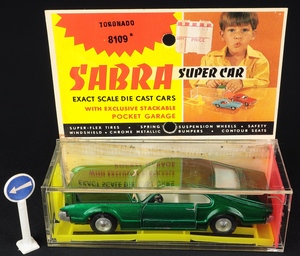 TORONADO
8109
SABRA
SUPER CAR
EXACT SCALE DIE CAST CARS
WITH EXCLUSIVE STACKABLE
POCKET GARAGE
SUPER-FLEX TIRES • SPRING SUSPENSION WHEELS • SAFETY
WINDSHIELD • CHROME METALLIC BUMPERS • CONTOUR SEATS